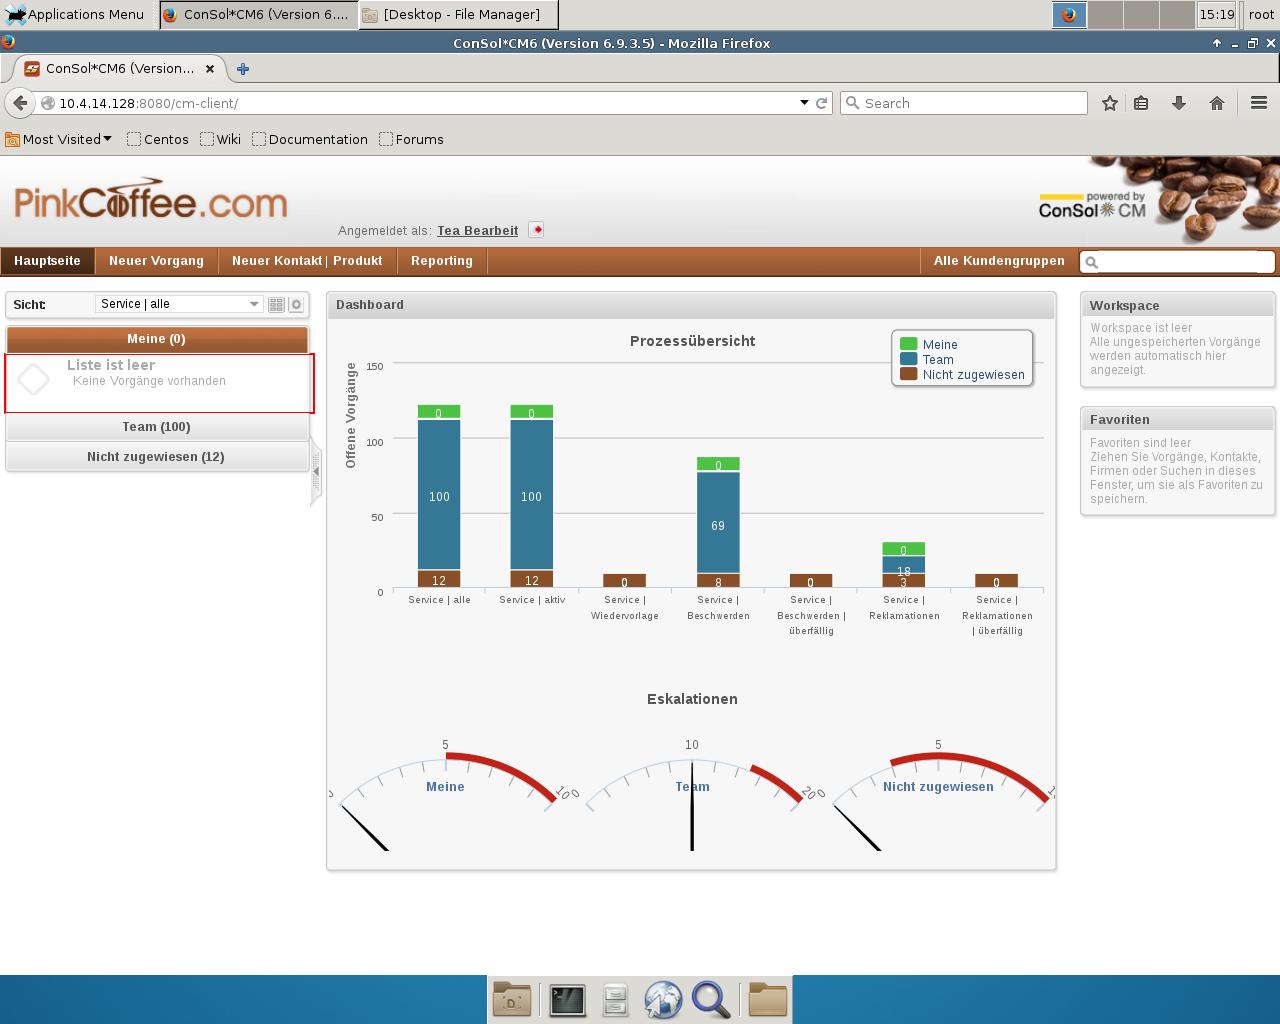 Applications Menu
ConSol*CM6 (Version 6....
[Desktop - File Manager]
15:19
root
ConSol*CM6 (Version 6.9.3.5) - Mozilla Firefox
ConSol*CM6 (Version...
10.4.14.128:8080/cm-client/
Search
Most Visited
Centos
Wiki
Documentation
Forums
PinkCoffee.com
powered by
ConSol CM
Angemeldet als: Tea Bearbeit
Hauptseite
Neuer Vorgang
Neuer Kontakt | Produkt
Reporting
Alle Kundengruppen
Sicht:
Service | alle
Meine (0)
Liste ist leer
Keine Vorgänge vorhanden
Team (100)
Nicht zugewiesen (12)
Dashboard
Prozessübersicht
Meine
Team
Nicht zugewiesen
Offene Vorgänge
150
100
50
0
0
100
12
0
100
12
0
0
69
8
0
0
18
3
0
Service | alle
Service | aktiv
Service |
Wiedervorlage
Service |
Beschwerden
Service |
Beschwerden |
überfällig
Service |
Reklamationen
Service |
Reklamationen
| überfällig
Eskalationen
5
10
Meine
0
10
20
Team
0
5
Nicht zugewiesen
Workspace
Workspace ist leer
Alle ungespeicherten Vorgänge
werden automatisch hier
angezeigt.
Favoriten
Favoriten sind leer
Ziehen Sie Vorgänge, Kontakte,
Firmen oder Suchen in dieses
Fenster, um sie als Favoriten zu
speichern.